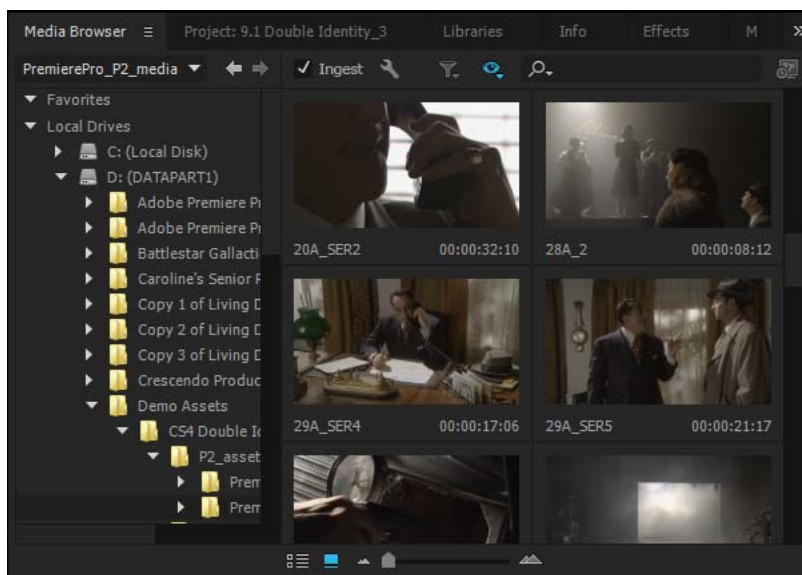 Media Browser Project: 9.1 Double Identity_3 Libraries Info Effects M
PremierePro_P2_media Ingest
Favorites
Local Drives
C: (Local Disk)
D: (DATAPART1)
Adobe Premiere Pr
Adobe Premiere Pr
Battlestar Gallacti
Caroline's Senior P
Copy 1 of Living D
Copy 2 of Living D
Copy 3 of Living D
Crescendo Produc
Demo Assets
CS4 Double Id
P2_asset
Prem
Prem
20A_SER2 00:00:32:10
28A_2 00:00:08:12
29A_SER4 00:00:17:06
29A_SER5 00:00:21:17